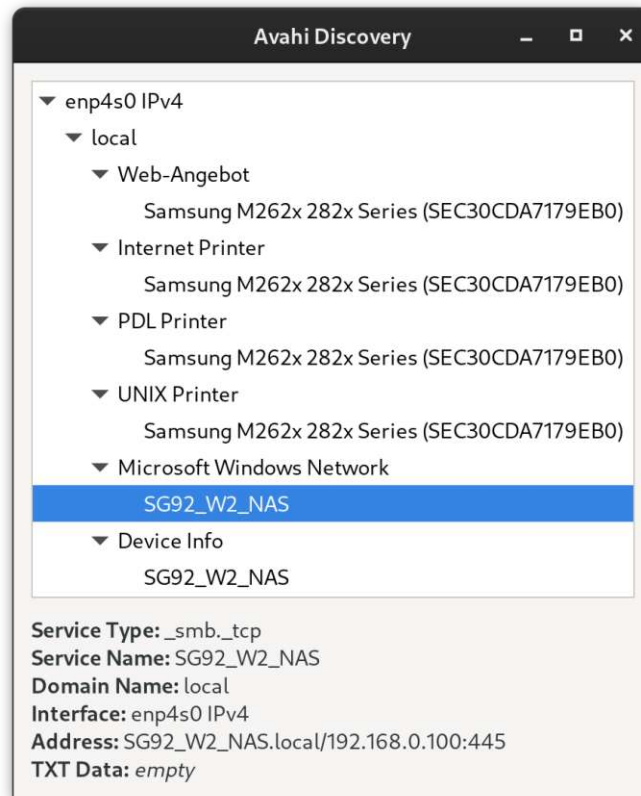 Avahi Discovery
enp4s0 IPv4
local
Web-Angebot
Samsung M262x 282x Series (SEC30CDA7179EB0)
Internet Printer
Samsung M262x 282x Series (SEC30CDA7179EB0)
PDL Printer
Samsung M262x 282x Series (SEC30CDA7179EB0)
UNIX Printer
Samsung M262x 282x Series (SEC30CDA7179EB0)
Microsoft Windows Network
SG92_W2_NAS
Device Info
SG92_W2_NAS
Service Type: _smb._tcp
Service Name: SG92_W2_NAS
Domain Name: local
Interface: enp4s0 IPv4
Address: SG92_W2_NAS.local/192.168.0.100:445
TXT Data: empty